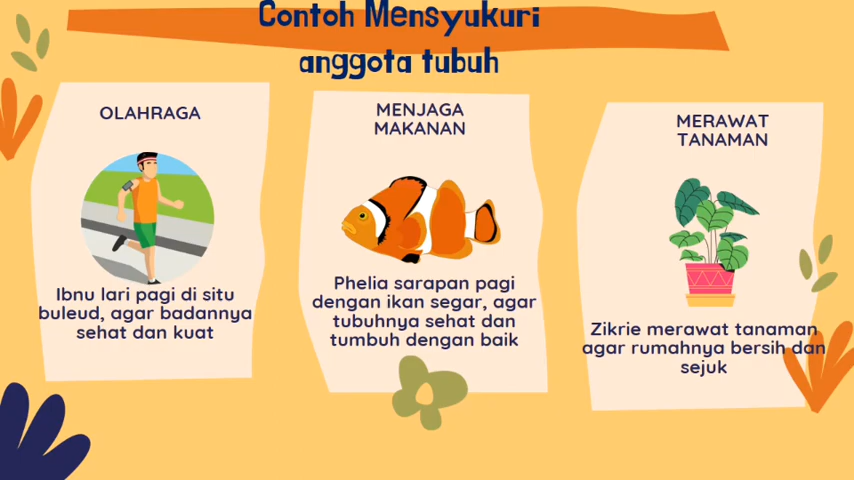 Contoh Mensyukuri
anggota tubuh
OLAHRAGA
Ibnu lari pagi di situ
buleud, agar badannya
sehat dan kuat
MENJAGA
MAKANAN
Phelia sarapan pagi
dengan ikan segar, agar
tubuhnya sehat dan
tumbuh dengan baik
MERAWAT
TANAMAN
Zikrie merawat tanaman
agar rumahnya bersih dan
sejuk